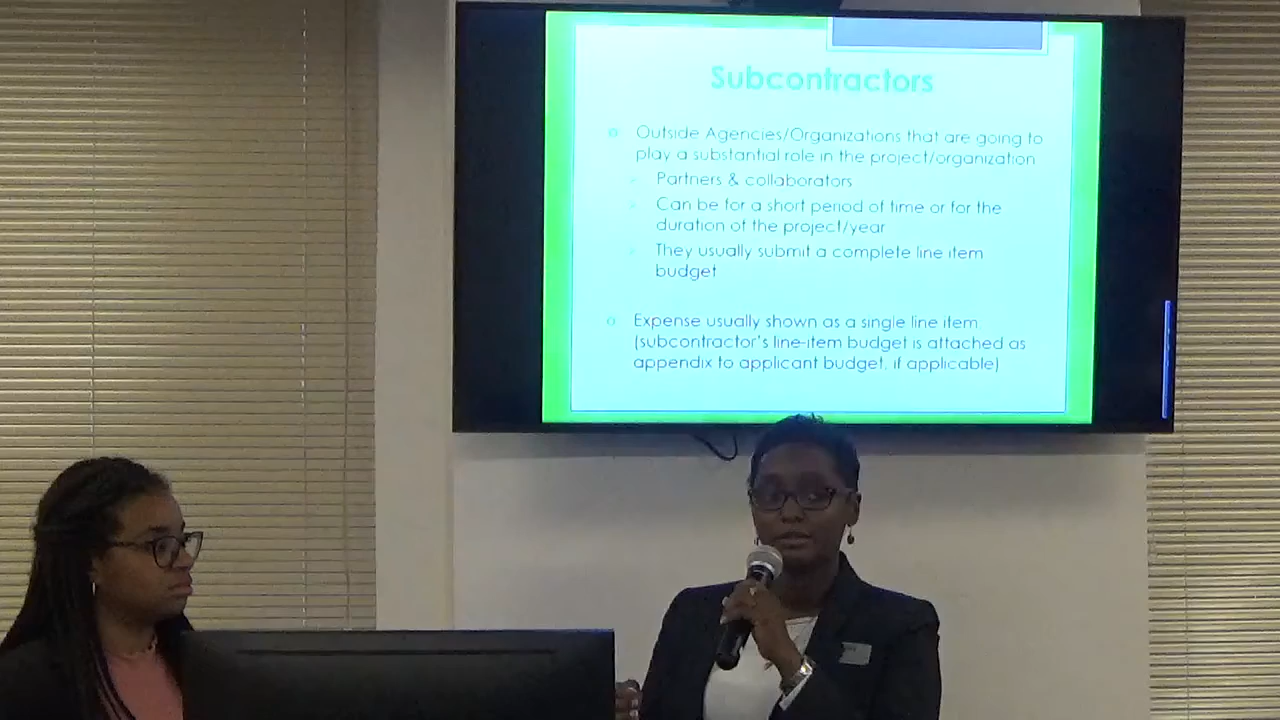 Subcontractors
Outside Agencies/Organizations that are going to
play a substantial role in the project/organization
Partners & collaborators
Can be for a short period of time or for the
duration of the project/year
They usually submit a complete line item
budget
Expense usually shown as a single line item
(subcontractor's line-item budget is attached as
appendix to applicant budget, if applicable)